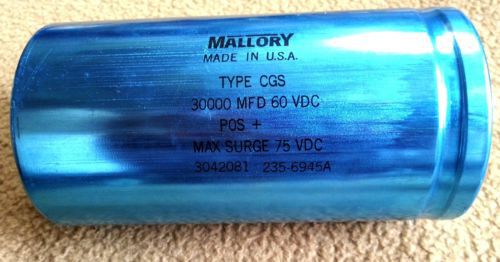 MALLORY
MADE IN U.S.A.
TYPE CGS
30000 MFD 60 VDC
POS +
MAX SURGE 75 VDC
3042081 235-6945A